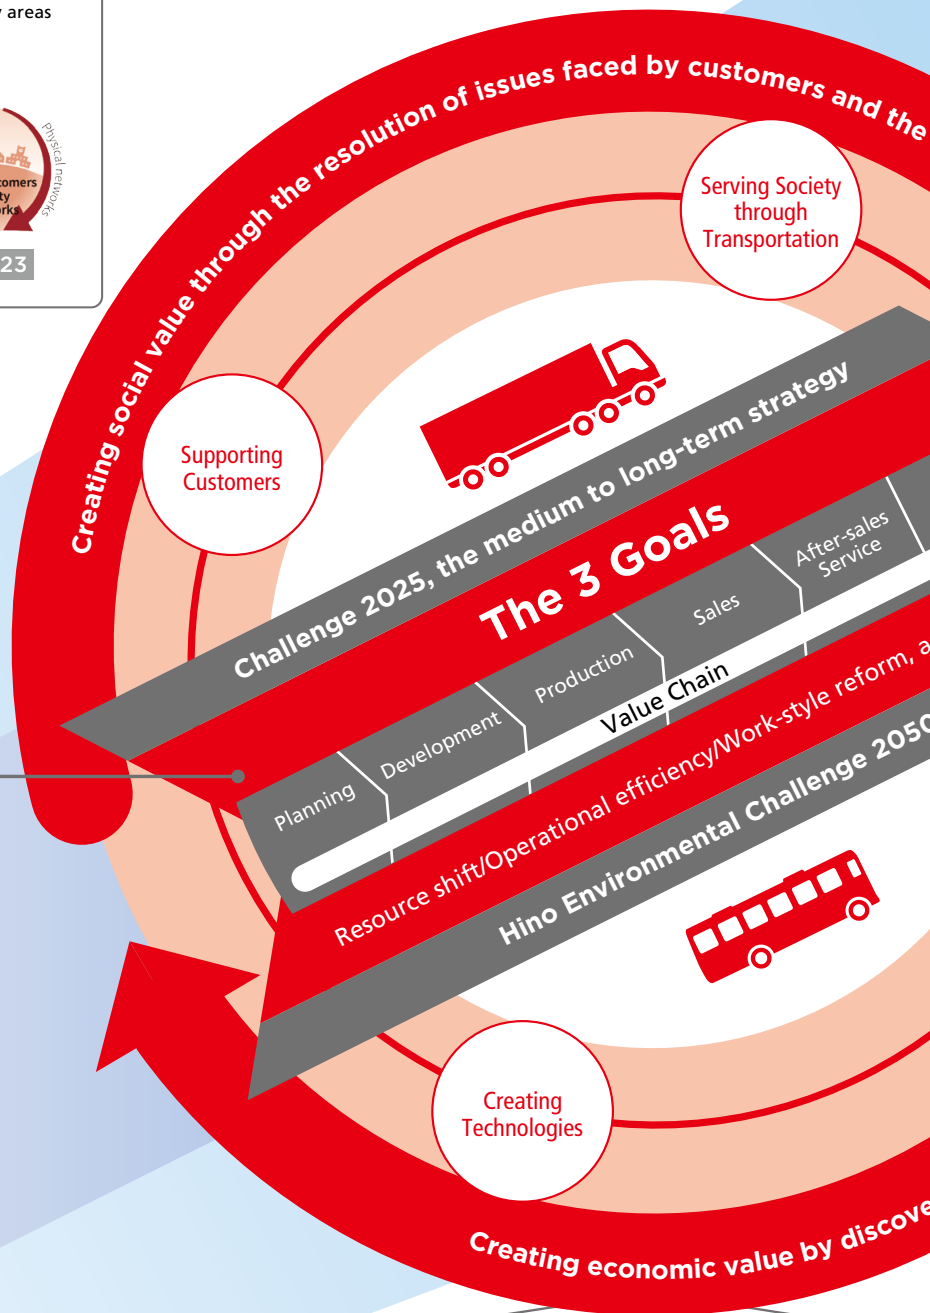 areas
Physical networks
23
Creating social value through the resolution of issues faced by customers and the
Serving Society
through
Transportation
Supporting
Customers
Challenge 2025, the medium to long-term strategy
The 3 Goals
Planning
Development
Production
Sales
After-sales
Service
Value Chain
Resource shift/Operational efficiency/Work-style reform,
Hino Environmental Challenge 2050
Creating
Technologies
Creating economic value by